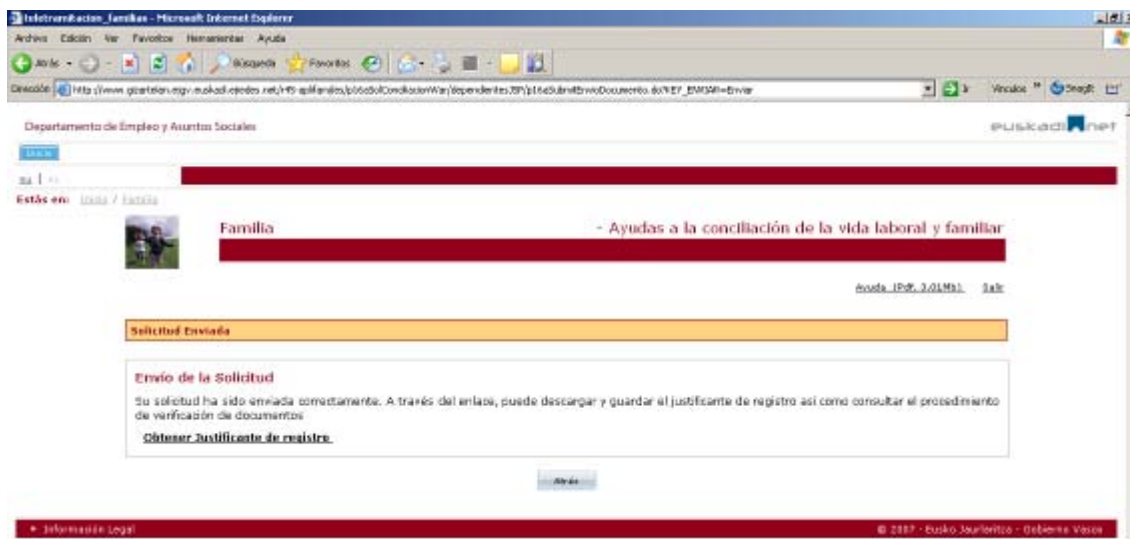 teletramitacion_familias - Microsoft Internet Explorer
Archivo Edición Ver Favoritos Herramientas Ayuda
Atrás Búsqueda Favoritos
Dirección Vínculos SnagIt
Departamento de Empleo y Asuntos Sociales
euskadi net
Inicio
eu | es
Estás en: Inicio / Familia
Familia - Ayudas a la conciliación de la vida laboral y familiar
Ayuda (Pdf, 3.01Mb) Salir
Solicitud Enviada
Envío de la Solicitud
Su solicitud ha sido enviada correctamente. A través del enlace, puede descargar y guardar el justificante de registro así como consultar el procedimiento
de verificación de documentos
Obtener Justificante de registro
Atrás
Información Legal © 2007 - Eusko Jaurlaritza - Gobierno Vasco